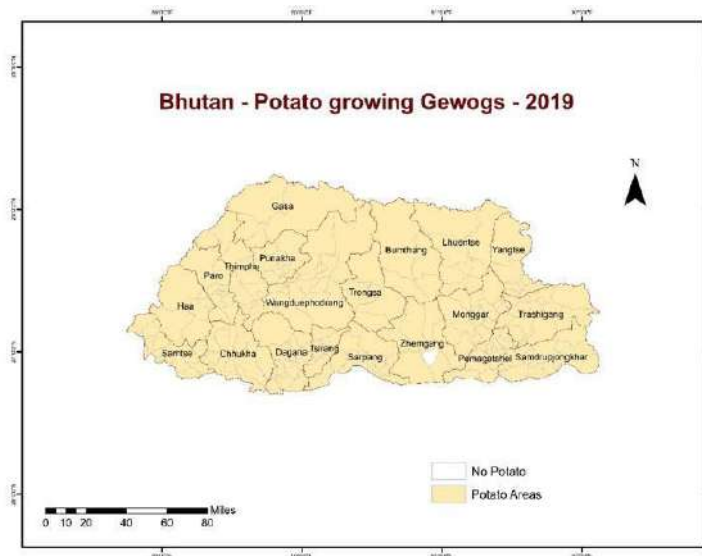 Bhutan - Potato growing Gewogs - 2019
N
Gasa
Bumthang
Lhuentse
Yangtse
Punakha
Thimphu
Paro
Haa
Wangduephodrang
Trongsa
Monggar
Trashigang
Zhemgang
Samtse
Chhukha
Dagana
Tsirang
Sarpang
Pemagatshel
Samdrupjongkhar
No Potato
Potato Areas
Miles
0 5 10 20 40 60 80